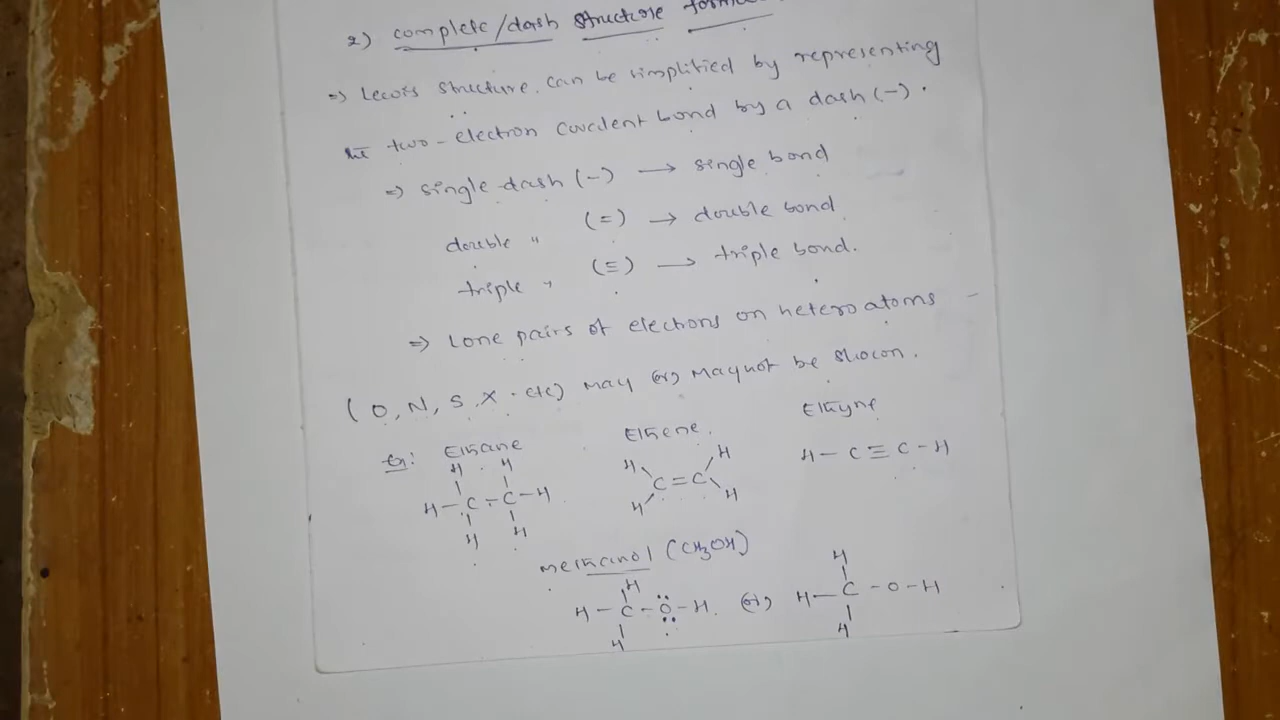 2) complete/dash structure
=> Lewis structure can be simplified by representing
the two-electron covalent bond by a dash (-).
=> single dash (-) → single bond
double " (=) → double bond
triple " (≡) → triple bond.
=> Lone pairs of electrons on heteroatoms -
(O, N, S, X. etc) may (or) may not be shown.
Ex: Ethane Ethene. Ethyne
H H H H H - C ≡ C - H
H - C - C - H C = C
H H H H
Methanol (CH3OH)
H H
H - C - Ö - H. (or) H - C - O - H
H H